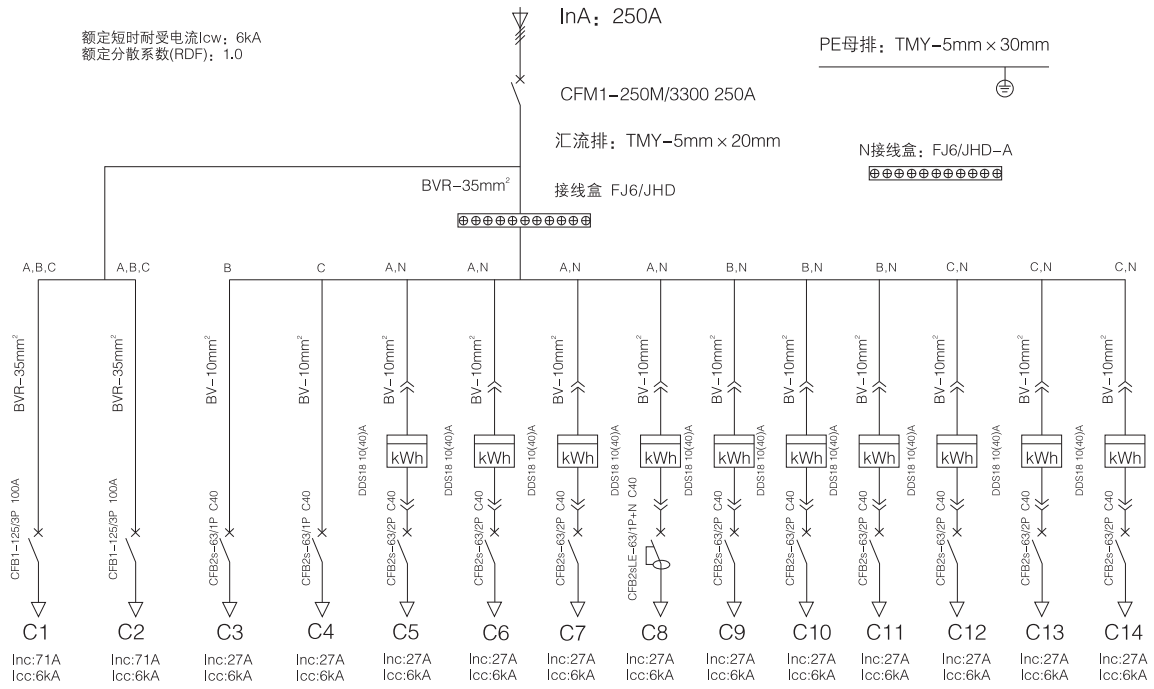 InA：250A
额定短时耐受电流Icw：6kA
额定分散系数(RDF)：1.0
PE母排：TMY-5mm×30mm
CFM1-250M/3300 250A
汇流排：TMY-5mm×20mm
N接线盒：FJ6/JHD-A
BVR-35mm²
接线盒 FJ6/JHD
A,B,C A,B,C B C A,N A,N A,N A,N B,N B,N B,N C,N C,N C,N
BVR-35mm² BVR-35mm² BV-10mm² BV-10mm² BV-10mm² BV-10mm² BV-10mm² BV-10mm² BV-10mm² BV-10mm² BV-10mm² BV-10mm² BV-10mm² BV-10mm²
DDS18 10(40)A DDS18 10(40)A DDS18 10(40)A DDS18 10(40)A DDS18 10(40)A DDS18 10(40)A DDS18 10(40)A DDS18 10(40)A DDS18 10(40)A DDS18 10(40)A
kWh kWh kWh kWh kWh kWh kWh kWh kWh kWh
CFB1-125/3P 100A
CFB1-125/3P 100A
CFB2s-63/1P C40
CFB2s-63/1P C40
CFB2s-63/2P C40
CFB2s-63/2P C40
CFB2s-63/2P C40
CFB2sLE-63/1P+N C40
CFB2s-63/2P C40
CFB2s-63/2P C40
CFB2s-63/2P C40
CFB2s-63/2P C40
CFB2s-63/2P C40
CFB2s-63/2P C40
C1 C2 C3 C4 C5 C6 C7 C8 C9 C10 C11 C12 C13 C14
Inc:71A Inc:71A Inc:27A Inc:27A Inc:27A Inc:27A Inc:27A Inc:27A Inc:27A Inc:27A Inc:27A Inc:27A Inc:27A Inc:27A
Icc:6kA Icc:6kA Icc:6kA Icc:6kA Icc:6kA Icc:6kA Icc:6kA Icc:6kA Icc:6kA Icc:6kA Icc:6kA Icc:6kA Icc:6kA Icc:6kA